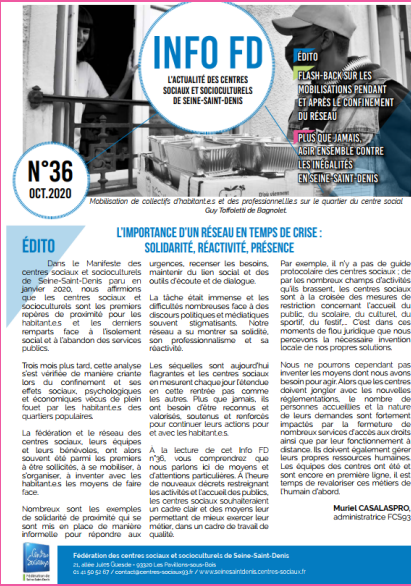 INFO FD
L'ACTUALITÉ DES CENTRES
SOCIAUX ET SOCIOCULTURELS
DE SEINE-SAINT-DENIS
ÉDITO
FLASH-BACK SUR LES
MOBILISATIONS PENDANT
ET APRÈS LE CONFINEMENT
DU RÉSEAU
PLUS QUE JAMAIS,
AGIR ENSEMBLE CONTRE
LES INÉGALITÉS
EN SEINE-SAINT-DENIS
N°36
OCT.2020
Mobilisation de collectifs d'habitant.e.s et des professionnel.lle.s sur le quartier du centre social
Guy Toffoletti de Bagnolet.
ÉDITO
L'IMPORTANCE D'UN RÉSEAU EN TEMPS DE CRISE :
SOLIDARITÉ, RÉACTIVITÉ, PRÉSENCE
Dans le Manifeste des
centres sociaux et socioculturels
de Seine-Saint-Denis paru en
janvier 2020, nous affirmions
que les centres sociaux et
socioculturels sont les premiers
repères de proximité pour les
habitant.e.s et les derniers
remparts face à l'isolement
social et à l'abandon des services
publics.
Trois mois plus tard, cette analyse
s'est vérifiée de manière criante
lors du confinement et ses
effets sociaux, psychologiques
et économiques vécus de plein
fouet par les habitant.e.s des
quartiers populaires.
La fédération et le réseau des
centres sociaux, leurs équipes
et leurs bénévoles, ont alors
souvent été parmi les premiers
à être sollicités, à se mobiliser, à
s'organiser, à inventer avec les
habitant.e.s les moyens de faire
face.
Nombreux sont les exemples
de solidarité de proximité qui se
sont mis en place de manière
informelle pour répondre aux
urgences, recenser les besoins,
maintenir du lien social et des
outils d'écoute et de dialogue.
La tâche était immense et les
difficultés nombreuses face à des
discours politiques et médiatiques
souvent stigmatisants. Notre
réseau a su montrer sa solidité,
son professionnalisme et sa
réactivité.
Les séquelles sont aujourd'hui
flagrantes et les centres sociaux
en mesurent chaque jour l'étendue
en cette rentrée pas comme
les autres. Plus que jamais, ils
ont besoin d'être reconnus et
valorisés, soutenus et renforcés
pour continuer leurs actions pour
et avec les habitant.e.s.
À la lecture de cet Info FD
n°36, vous comprendrez que
nous parlons ici de moyens et
d'attentions particulières. À l'heure
de nouveaux décrets restreignant
les activités et l'accueil des publics,
les centres sociaux souhaiteraient
un cadre clair et des moyens leur
permettant de mieux exercer leur
métier, dans un cadre de travail de
qualité.
Par exemple, il n'y a pas de guide
protocolaire des centres sociaux ; de
par les nombreux champs d'activités
qu'ils brassent, les centres sociaux
sont à la croisée des mesures de
restriction concernant l'accueil du
public, du scolaire, du culturel, du
sportif, du festif,... C'est dans ces
moments de flou juridique que nous
percevons la nécessaire invention
locale de nos propres solutions.
Nous ne pourrons cependant pas
inventer les moyens dont nous avons
besoin pour agir. Alors que les centres
doivent jongler avec les nouvelles
réglementations, le nombre de
personnes accueillies et la nature
de leurs demandes sont fortement
impactés par la fermeture de
nombreux services d'accès aux droits
ainsi que par leur fonctionnement à
distance. Ils doivent également gérer
leurs propres ressources humaines.
Les équipes des centres ont été et
sont encore en première ligne, il est
temps de revaloriser ces métiers de
l'humain d'abord.
Muriel CASALASPRO,
administratrice FCS93
Centres
Sociaux
Fédération des centres sociaux et socioculturels de Seine-Saint-Denis
21, allée Jules Guesde - 93320 Les Pavillons-sous-Bois
01 41 50 52 67 / contact@centres-sociaux93.fr / www.seinesaintdenis.centres-sociaux.fr